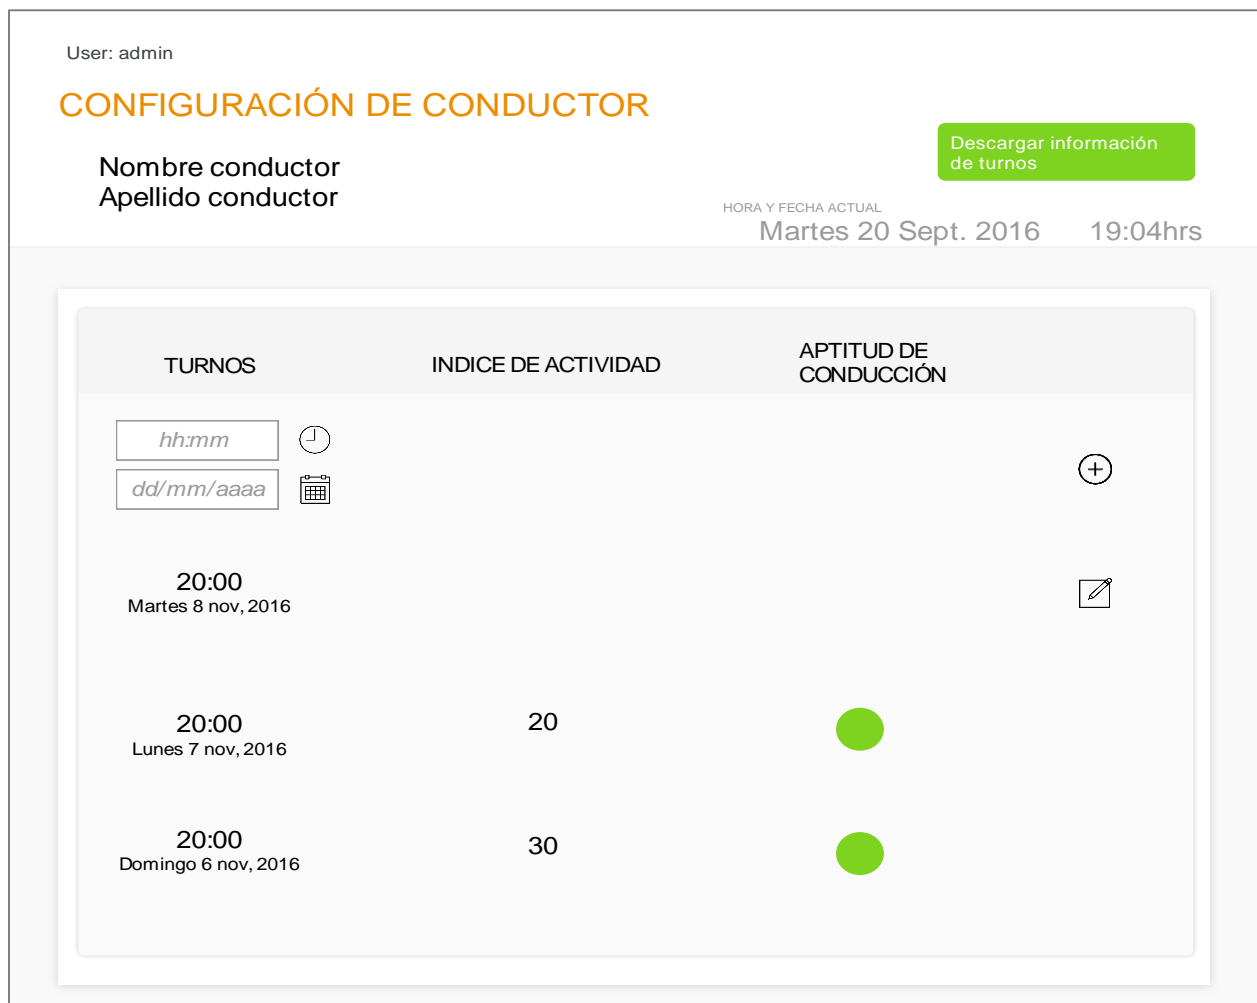 User: admin
CONFIGURACIÓN DE CONDUCTOR
Descargar información
de turnos
Nombre conductor
Apellido conductor
HORA Y FECHA ACTUAL
Martes 20 Sept. 2016 19:04hrs
TURNOS INDICE DE ACTIVIDAD APTITUD DE
CONDUCCIÓN
hh:mm
dd/mm/aaaa
20:00
Martes 8 nov, 2016
20:00 20
Lunes 7 nov, 2016
20:00 30
Domingo 6 nov, 2016